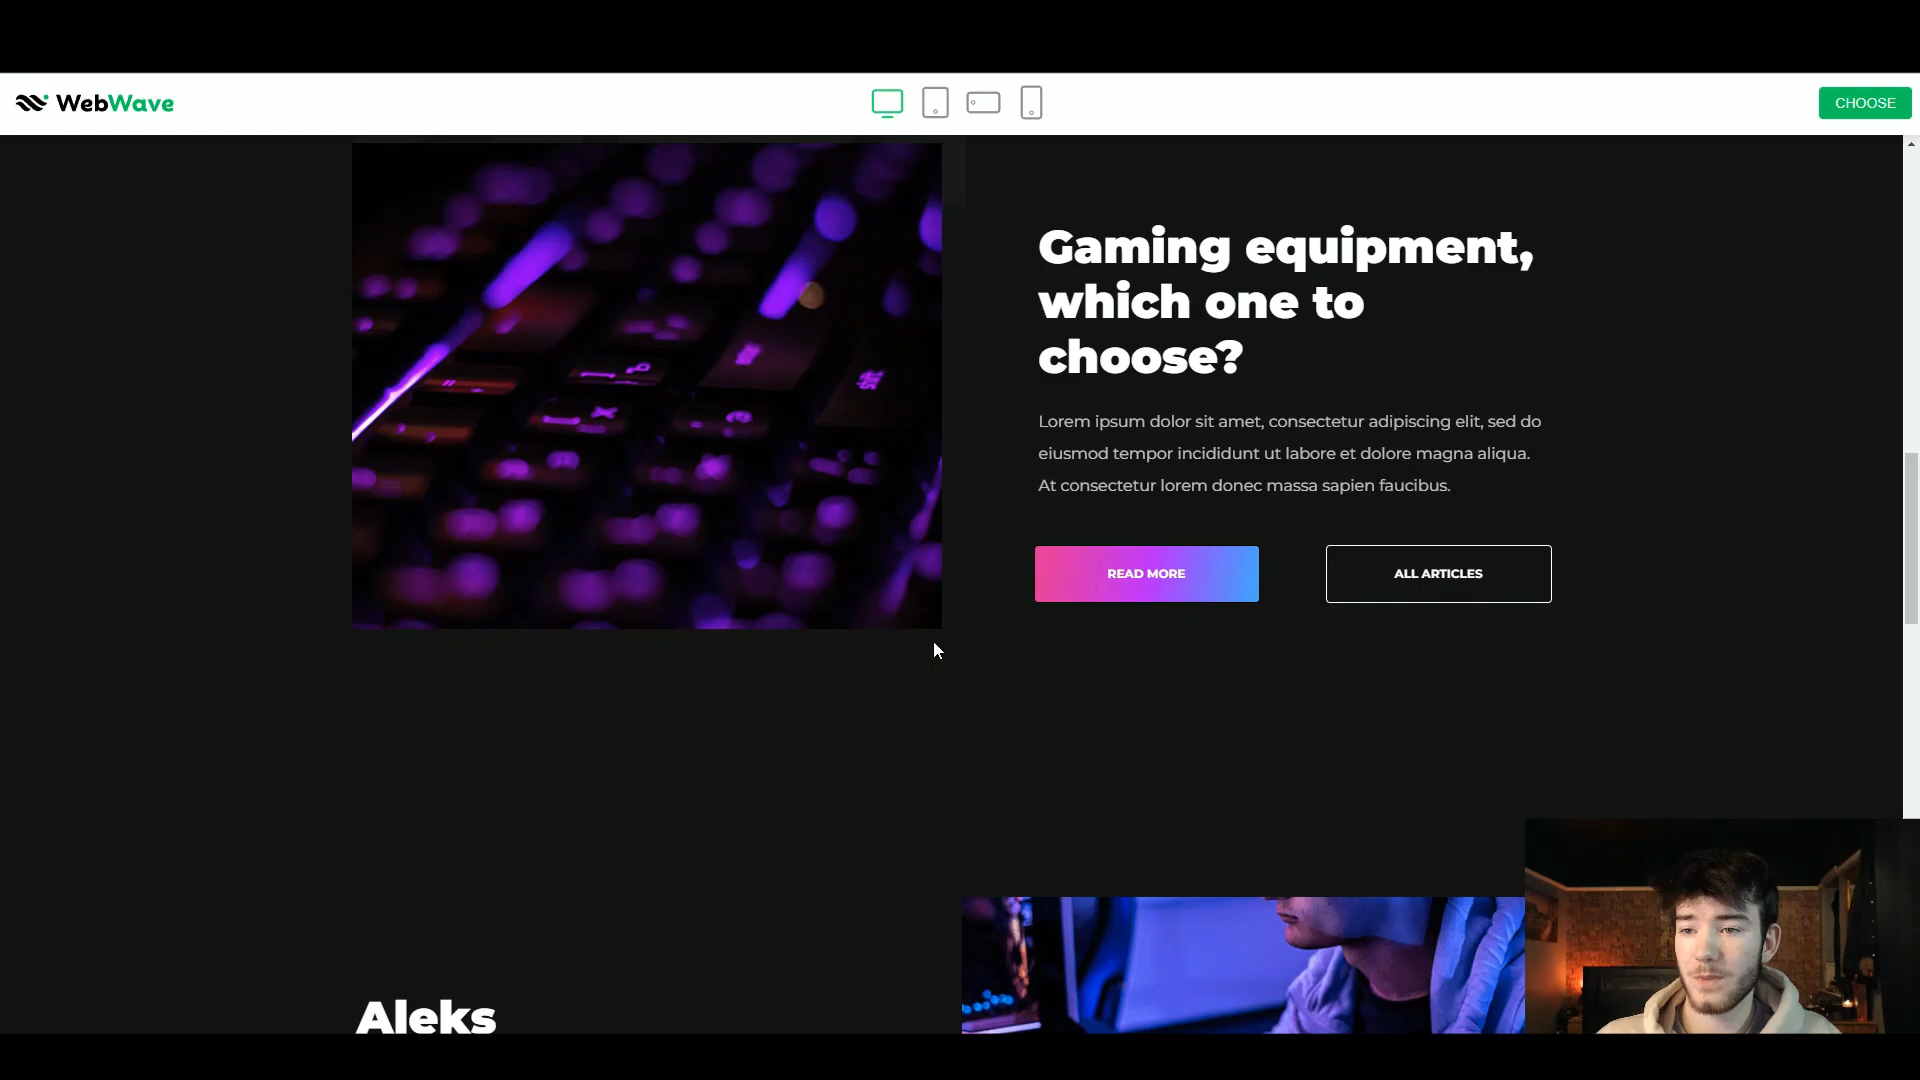 WebWave
CHOOSE
Gaming equipment,
which one to
choose?
Lorem ipsum dolor sit amet, consectetur adipiscing elit, sed do
eiusmod tempor incididunt ut labore et dolore magna aliqua.
At consectetur lorem donec massa sapien faucibus.
READ MORE
ALL ARTICLES
Aleks